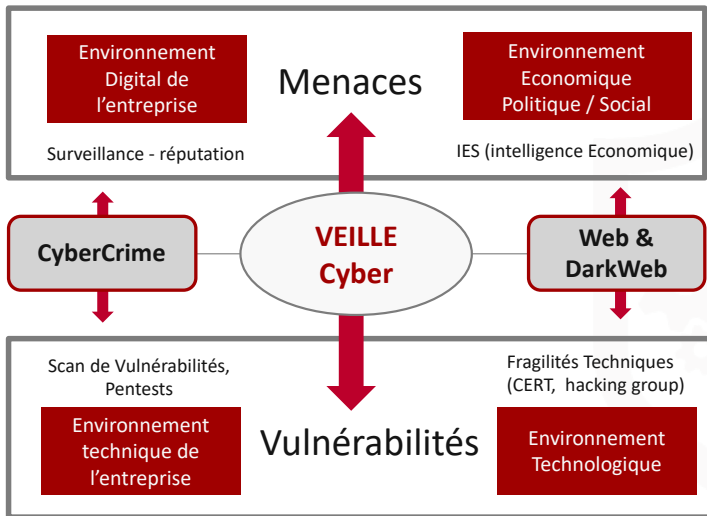 Environnement
Digital de
l'entreprise
Menaces
Environnement
Economique
Politique / Social
Surveillance - réputation
IES (intelligence Economique)
CyberCrime
VEILLE
Cyber
Web &
DarkWeb
Scan de Vulnérabilités,
Pentests
Fragilités Techniques
(CERT, hacking group)
Environnement
technique de
l'entreprise
Vulnérabilités
Environnement
Technologique